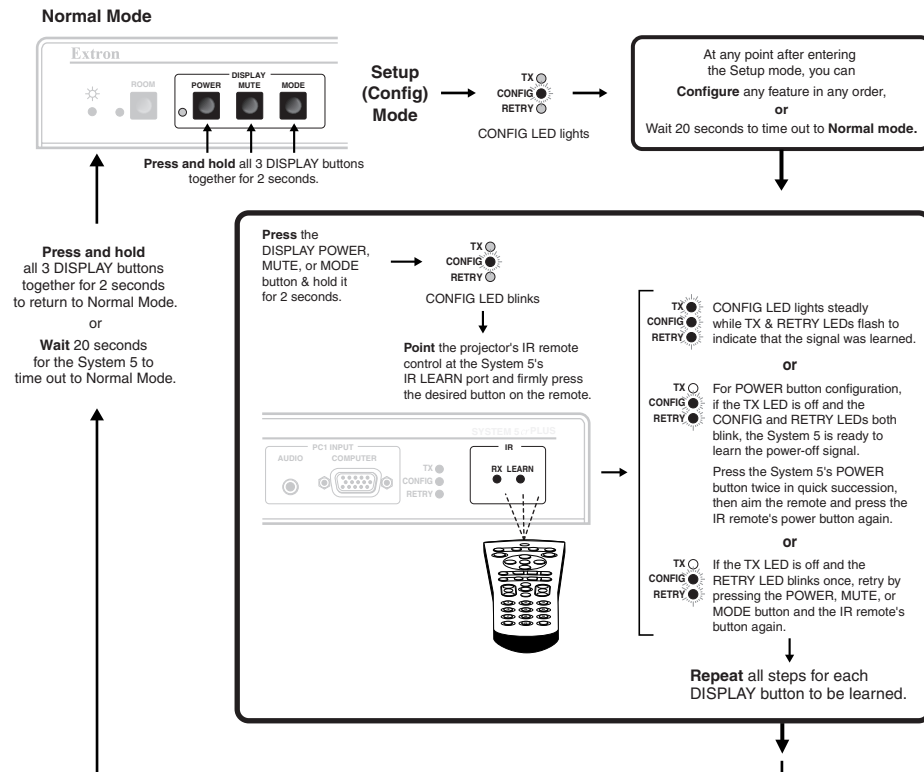 Normal Mode
Extron
ROOM
DISPLAY
POWER MUTE MODE
Press and hold all 3 DISPLAY buttons
together for 2 seconds.
Setup
(Config)
Mode
TX
CONFIG
RETRY
CONFIG LED lights
At any point after entering
the Setup mode, you can
Configure any feature in any order,
or
Wait 20 seconds to time out to Normal mode.
Press and hold
all 3 DISPLAY buttons
together for 2 seconds
to return to Normal Mode.
or
Wait 20 seconds
for the System 5 to
time out to Normal Mode.
Press the
DISPLAY POWER,
MUTE, or MODE
button & hold it
for 2 seconds.
TX
CONFIG
RETRY
CONFIG LED blinks
Point the projector's IR remote
control at the System 5's
IR LEARN port and firmly press
the desired button on the remote.
SYSTEM 5cr PLUS
PC1 INPUT
AUDIO COMPUTER
TX
CONFIG
RETRY
IR
RX LEARN
TX
CONFIG
RETRY
CONFIG LED lights steadily
while TX & RETRY LEDs flash to
indicate that the signal was learned.
or
TX
CONFIG
RETRY
For POWER button configuration,
if the TX LED is off and the
CONFIG and RETRY LEDs both
blink, the System 5 is ready to
learn the power-off signal.
Press the System 5's POWER
button twice in quick succession,
then aim the remote and press the
IR remote's power button again.
or
TX
CONFIG
RETRY
If the TX LED is off and the
RETRY LED blinks once, retry by
pressing the POWER, MUTE, or
MODE button and the IR remote's
button again.
Repeat all steps for each
DISPLAY button to be learned.